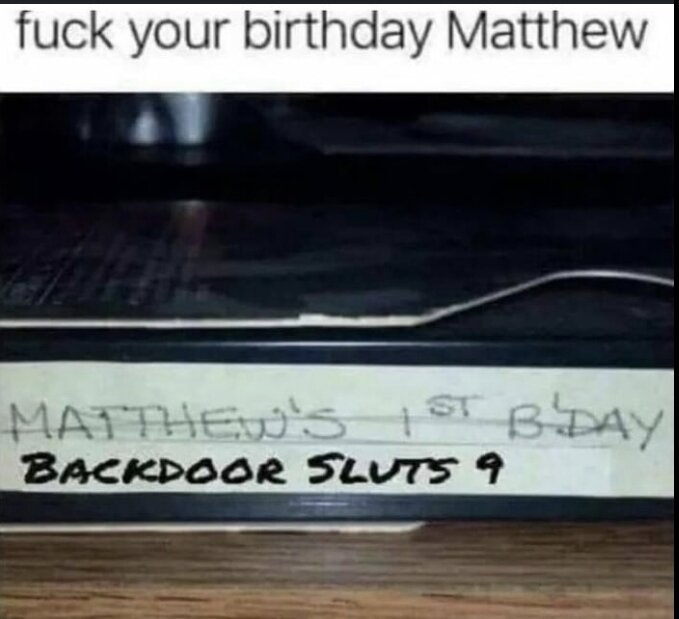 fuck your birthday Matthew
MATTHEW'S 1ST B'DAY
BACKDOOR SLUTS 9